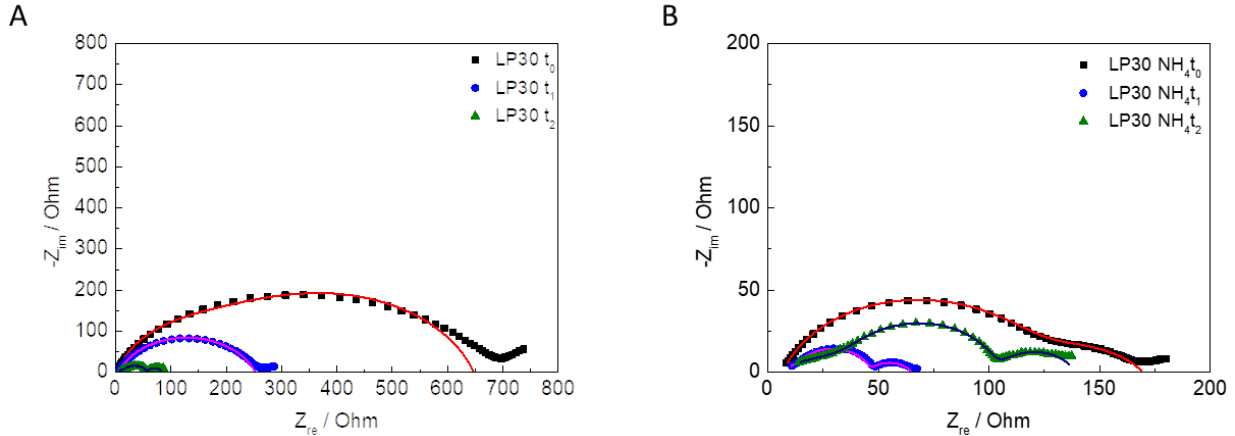 A
B
800
700
600
500
400
300
200
100
0
-Z_im / Ohm
0 100 200 300 400 500 600 700 800
Z_re / Ohm
LP30 t_0
LP30 t_1
LP30 t_2
200
150
100
50
0
-Z_im / Ohm
0 50 100 150 200
Z_re / Ohm
LP30 NH_4t_0
LP30 NH_4t_1
LP30 NH_4t_2